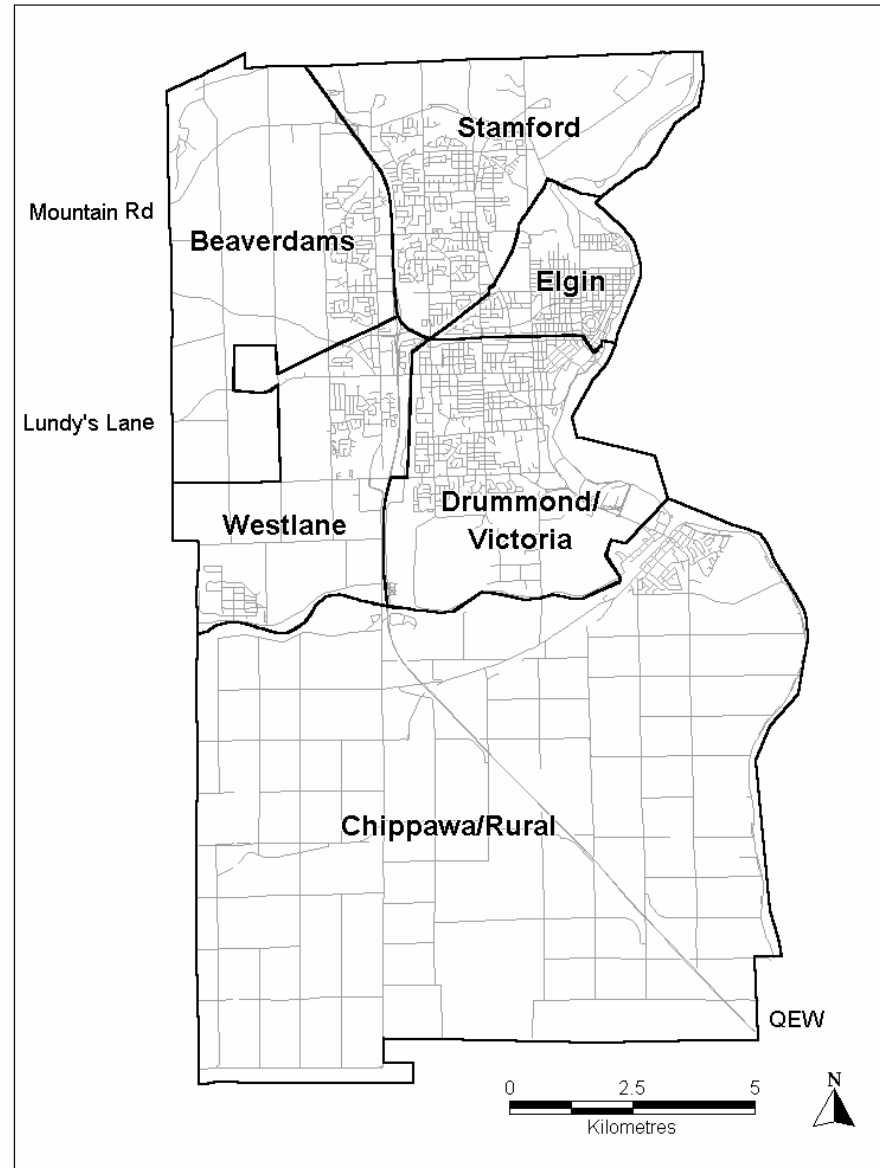 Stamford
Mountain Rd
Beaverdams
Elgin
Lundy's Lane
Drummond/
Victoria
Westlane
Chippawa/Rural
QEW
0 2.5 5
Kilometres
N